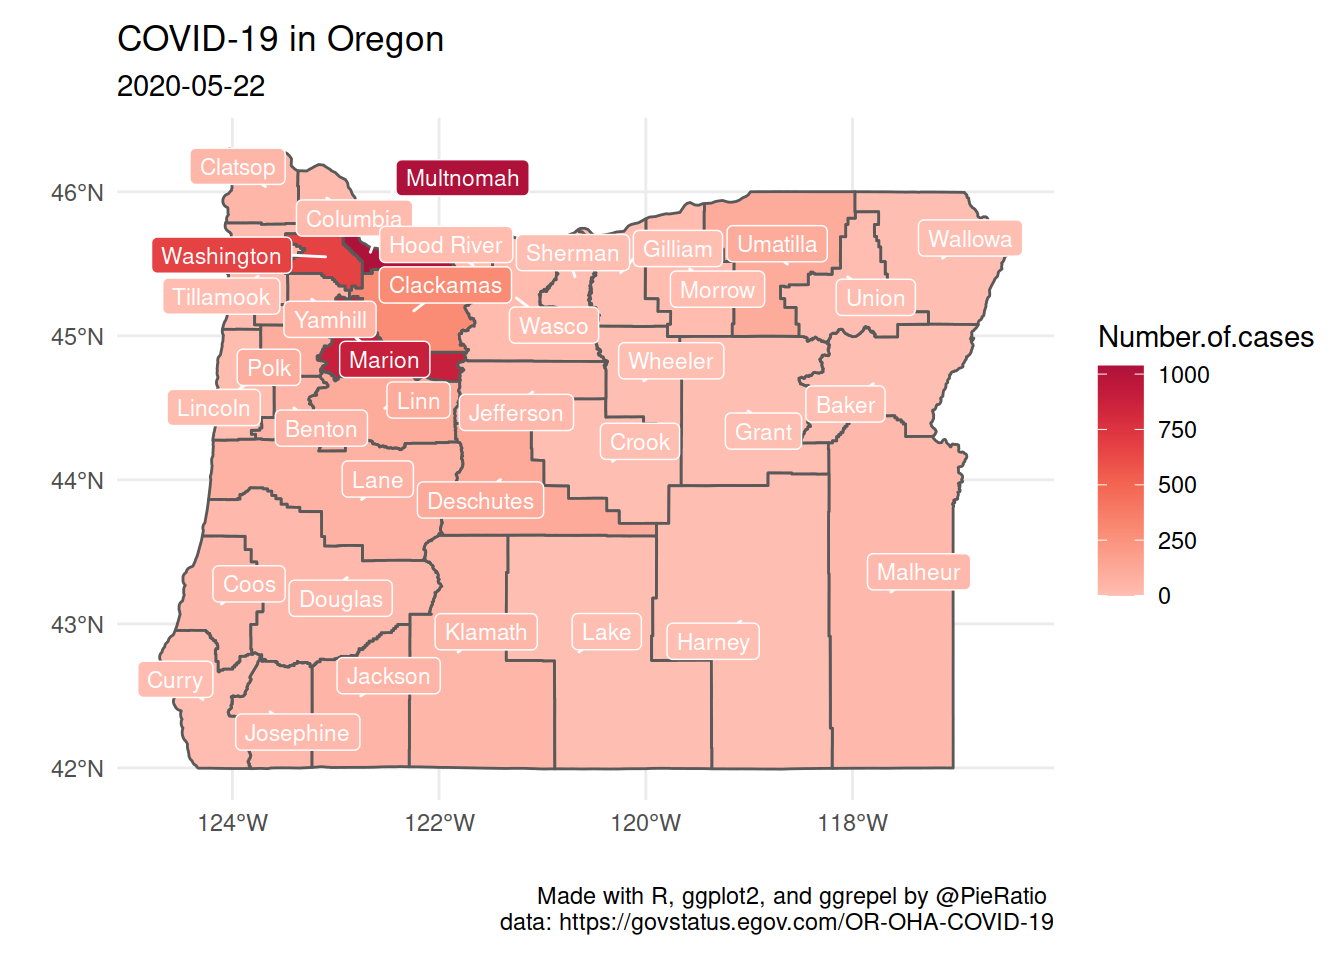 COVID-19 in Oregon
2020-05-22
46°N
45°N
44°N
43°N
42°N
Clatsop
Multnomah
Columbia
Washington
Hood River
Sherman
Gilliam
Umatilla
Wallowa
Tillamook
Clackamas
Morrow
Union
Yamhill
Wasco
Marion
Polk
Wheeler
Lincoln
Linn
Jefferson
Baker
Benton
Crook
Grant
Lane
Deschutes
Malheur
Coos
Douglas
Klamath
Lake
Harney
Curry
Jackson
Josephine
124°W
122°W
120°W
118°W
Number.of.cases
1000
750
500
250
0
Made with R, ggplot2, and ggrepel by @PieRatio
data: https://govstatus.egov.com/OR-OHA-COVID-19